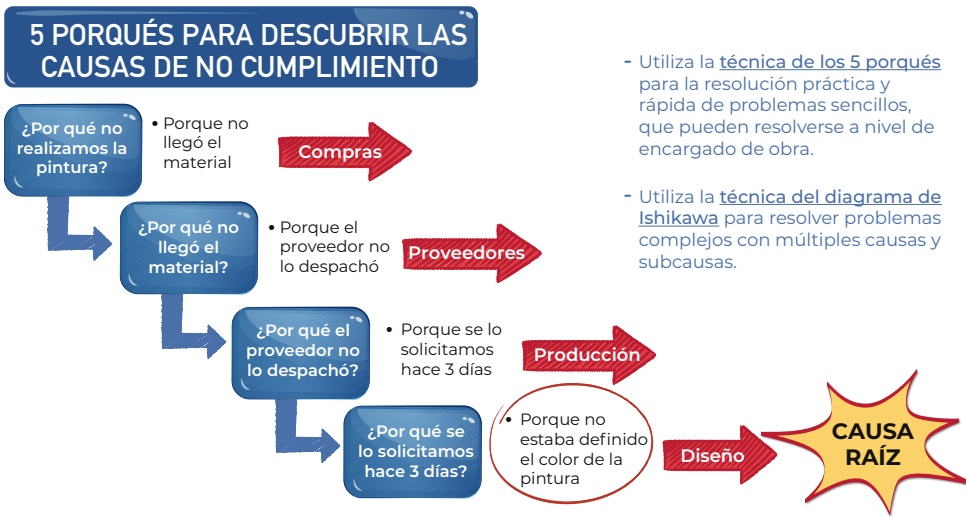 5 PORQUÉS PARA DESCUBRIR LAS
CAUSAS DE NO CUMPLIMIENTO
¿Por qué no
realizamos la
pintura?
• Porque no
llegó el
material
Compras
¿Por qué no
llegó el
material?
• Porque el
proveedor no
lo despachó
Proveedores
¿Por qué el
proveedor no
lo despachó?
• Porque se lo
solicitamos
hace 3 días
Producción
¿Por qué se
lo solicitamos
hace 3 días?
• Porque no
estaba definido
el color de la
pintura
Diseño
CAUSA
RAÍZ
- Utiliza la técnica de los 5 porqués
para la resolución práctica y
rápida de problemas sencillos,
que pueden resolverse a nivel de
encargado de obra.
- Utiliza la técnica del diagrama de
Ishikawa para resolver problemas
complejos con múltiples causas y
subcausas.